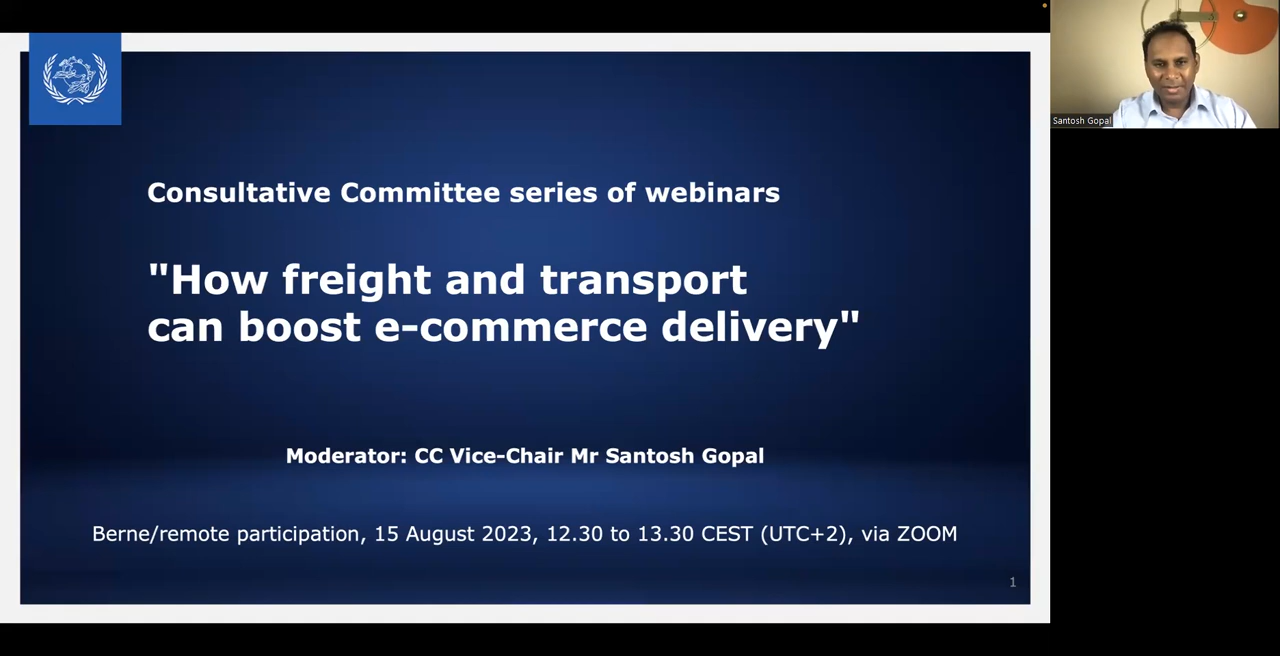 Consultative Committee series of webinars
"How freight and transport
can boost e-commerce delivery"
Moderator: CC Vice-Chair Mr Santosh Gopal
Berne/remote participation, 15 August 2023, 12.30 to 13.30 CEST (UTC+2), via ZOOM
1
Santosh Gopal